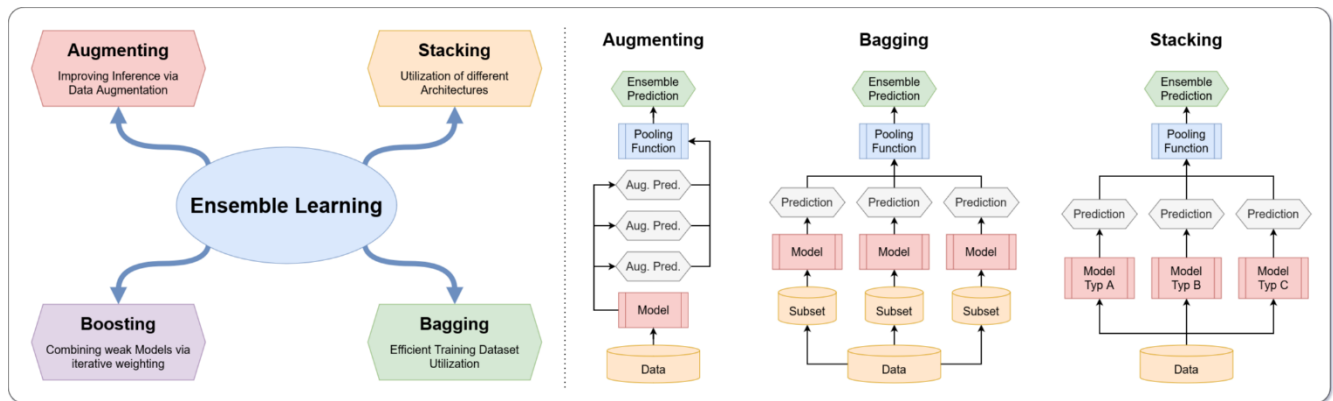 Augmenting
Improving Inference via
Data Augmentation
Stacking
Utilization of different
Architectures
Ensemble Learning
Boosting
Combining weak Models via
iterative weighting
Bagging
Efficient Training Dataset
Utilization
Augmenting
Ensemble
Prediction
Pooling
Function
Aug. Pred.
Aug. Pred.
Aug. Pred.
Model
Data
Bagging
Ensemble
Prediction
Pooling
Function
Prediction
Prediction
Prediction
Model
Model
Model
Subset
Subset
Subset
Data
Stacking
Ensemble
Prediction
Pooling
Function
Prediction
Prediction
Prediction
Model
Typ A
Model
Typ B
Model
Typ C
Data